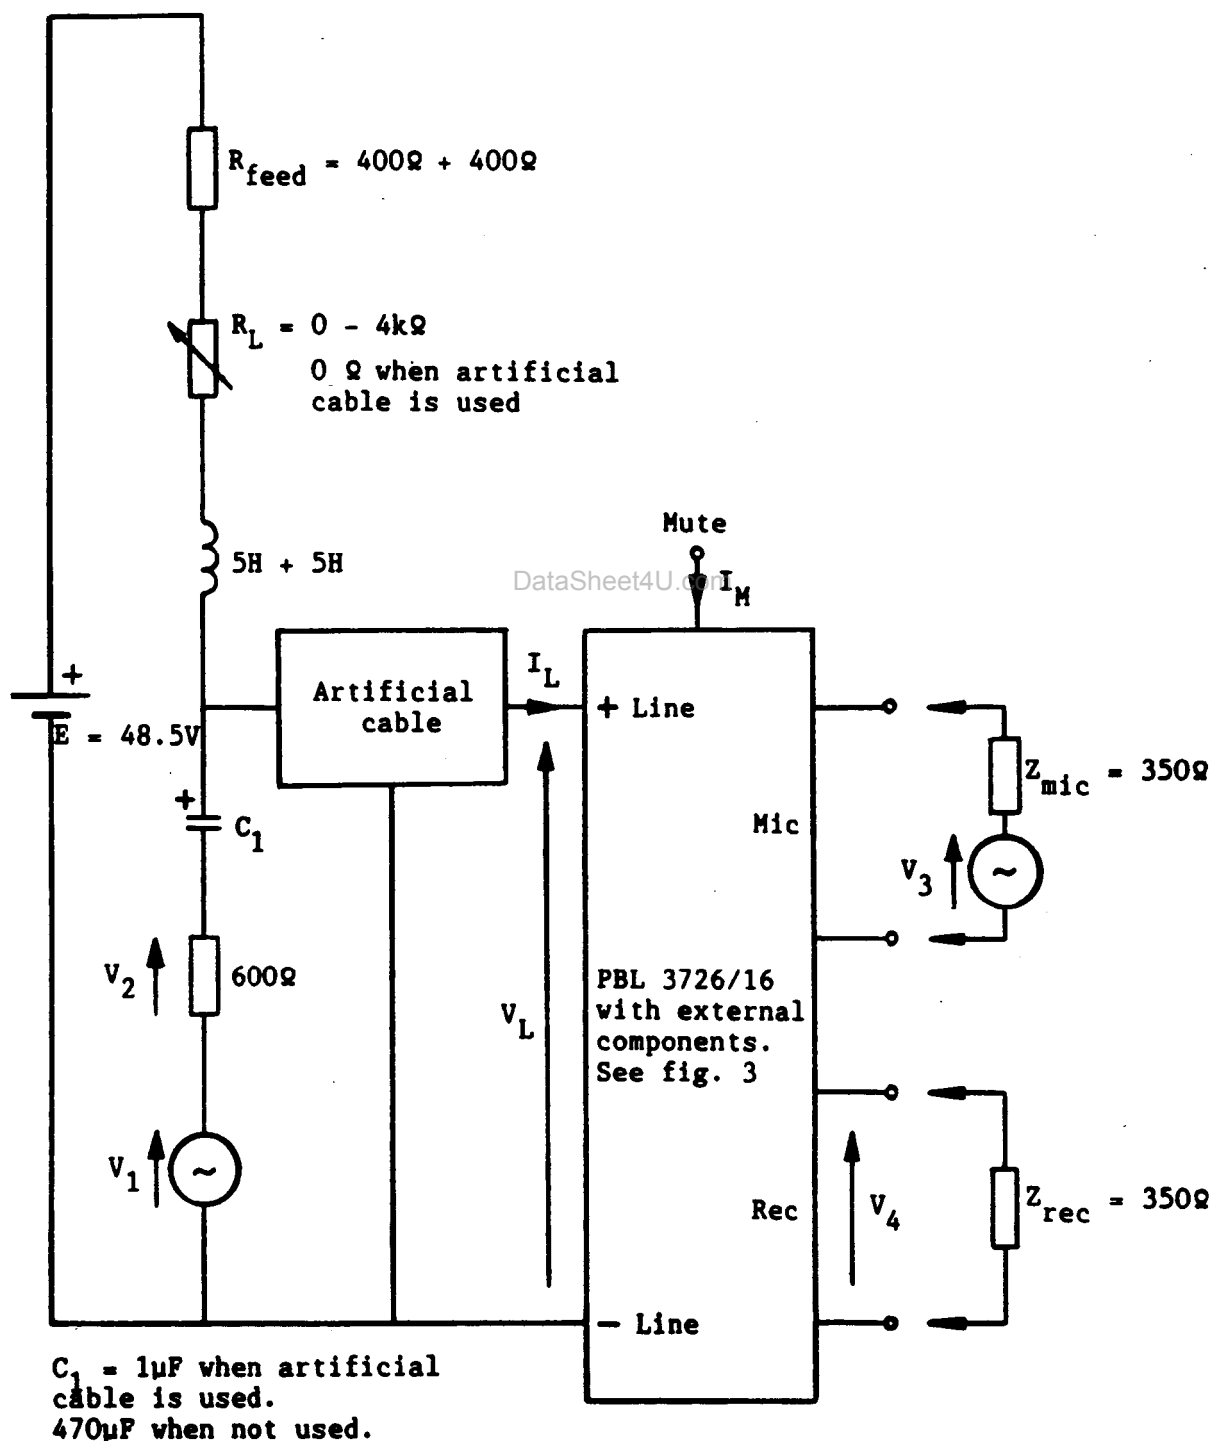 R_feed = 400Ω + 400Ω
R_L = 0 - 4kΩ
0 Ω when artificial
cable is used
5H + 5H
Mute
I_M
DataSheet4U.com
Artificial
cable
I_L
+ Line
+
E = 48.5V
+
C_1
Mic
Z_mic = 350Ω
V_3
~
V_2
600Ω
V_L
PBL 3726/16
with external
components.
See fig. 3
V_1
~
Rec
V_4
Z_rec = 350Ω
- Line
C_1 = 1µF when artificial
cable is used.
470µF when not used.